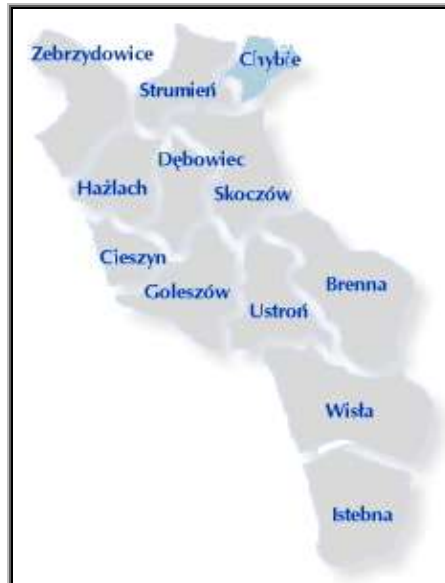 Zebrzydowice
Chybie
Strumień
Dębowiec
Hażlach
Skoczów
Cieszyn
Goleszów
Brenna
Ustroń
Wisła
Istebna